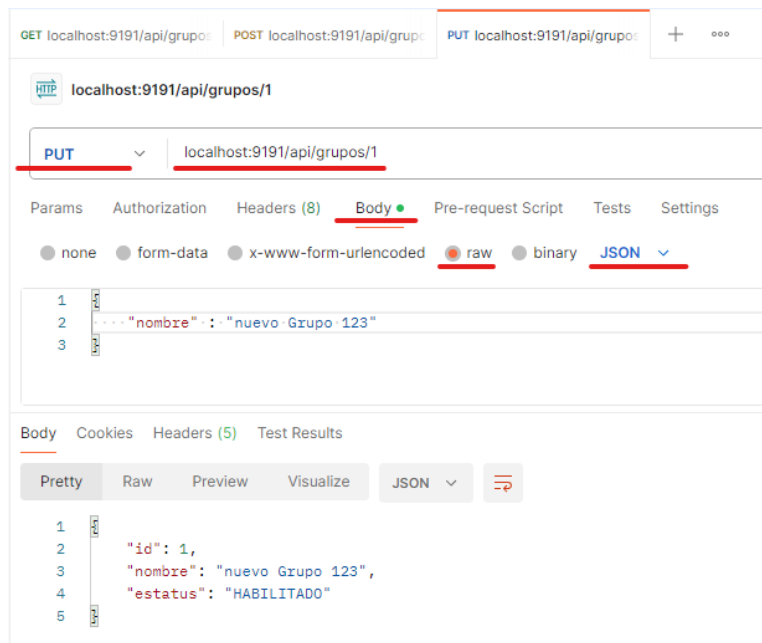 GET localhost:9191/api/grupos POST localhost:9191/api/grup PUT localhost:9191/api/grupos
HTTP localhost:9191/api/grupos/1
PUT localhost:9191/api/grupos/1
Params Authorization Headers (8) Body Pre-request Script Tests Settings
none form-data x-www-form-urlencoded raw binary JSON
1 {
2 "nombre" : "nuevo Grupo 123"
3 }
Body Cookies Headers (5) Test Results
Pretty Raw Preview Visualize JSON
1 {
2 "id": 1,
3 "nombre": "nuevo Grupo 123",
4 "estatus": "HABILITADO"
5 }